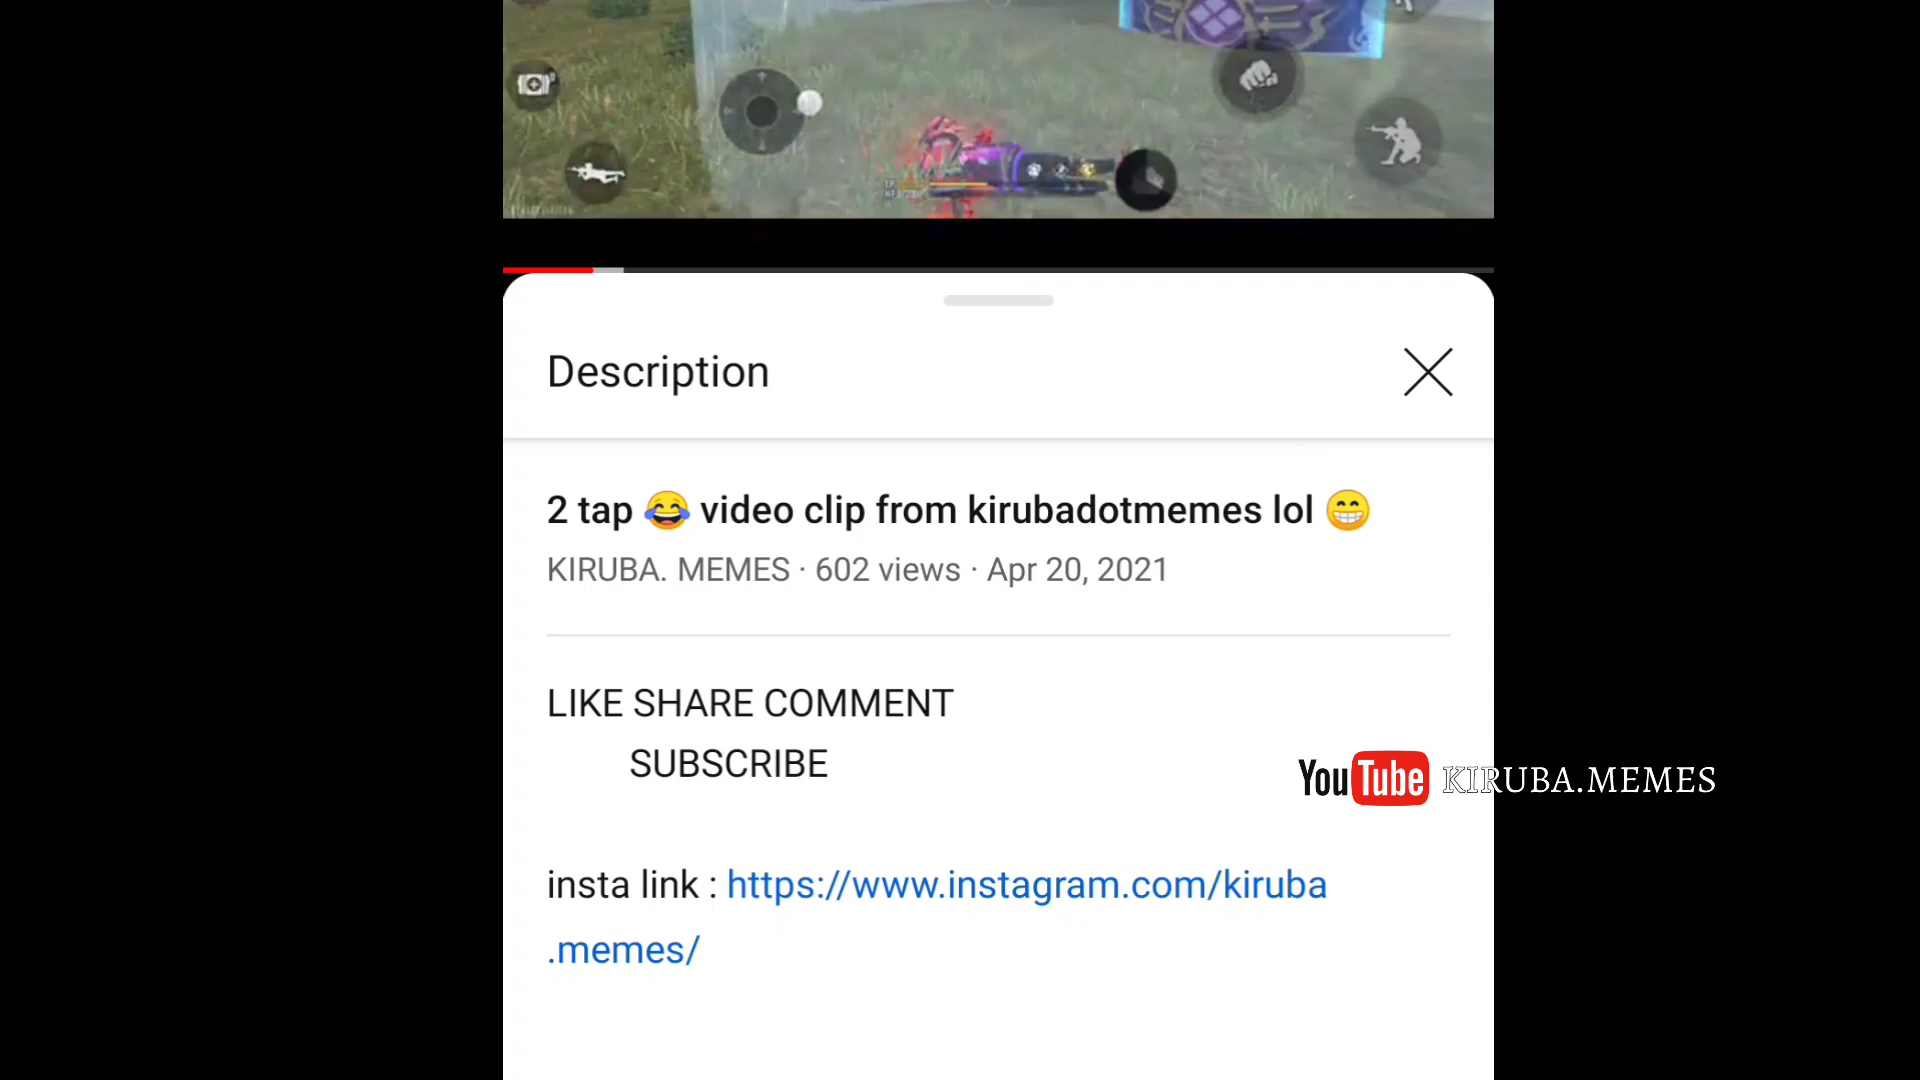 Description
2 tap 😂 video clip from kirubadotmemes lol 😁
KIRUBA. MEMES · 602 views · Apr 20, 2021
LIKE SHARE COMMENT
SUBSCRIBE
YouTube KIRUBA.MEMES
insta link : https://www.instagram.com/kiruba
.memes/